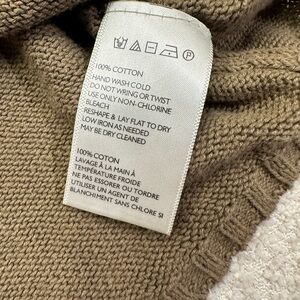 P
100% COTTON
HAND WASH COLD
DO NOT WRING OR TWIST
USE ONLY NON-CHLORINE
BLEACH
RESHAPE & LAY FLAT TO DRY
LOW IRON AS NEEDED
MAY BE DRY CLEANED
100% COTON
LAVAGE À LA MAIN À
TEMPÉRATURE FROIDE
NE PAS ESSORER OU TORDRE
UTILISER UN AGENT DE
BLANCHIMENT SANS CHLORE SI